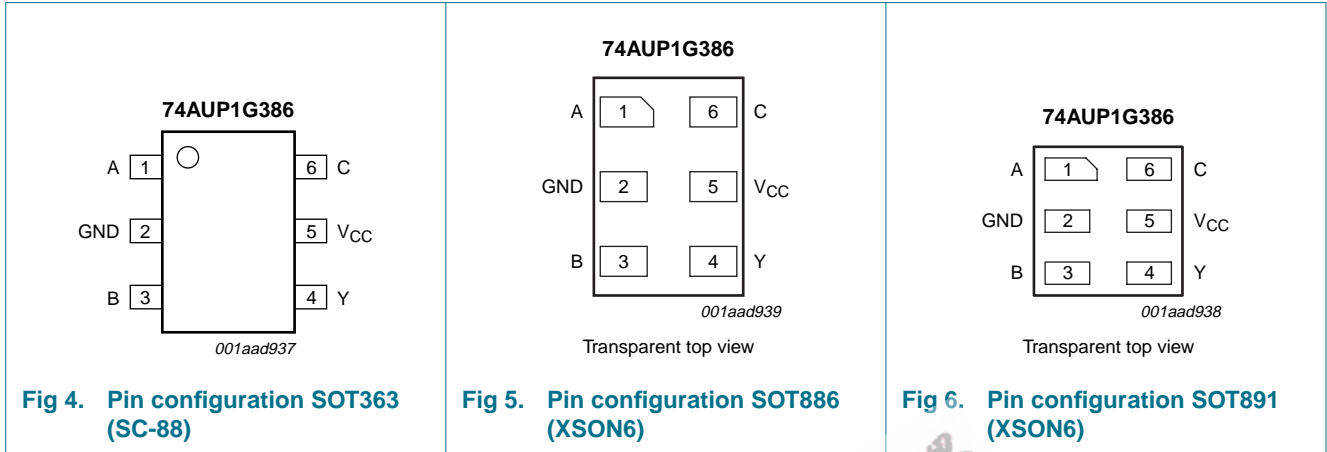 74AUP1G386
A 1 6 C
GND 2 5 VCC
B 3 4 Y
001aad937
Fig 4. Pin configuration SOT363
(SC-88)
74AUP1G386
A 1 6 C
GND 2 5 VCC
B 3 4 Y
001aad939
Transparent top view
Fig 5. Pin configuration SOT886
(XSON6)
74AUP1G386
A 1 6 C
GND 2 5 VCC
B 3 4 Y
001aad938
Transparent top view
Fig 6. Pin configuration SOT891
(XSON6)